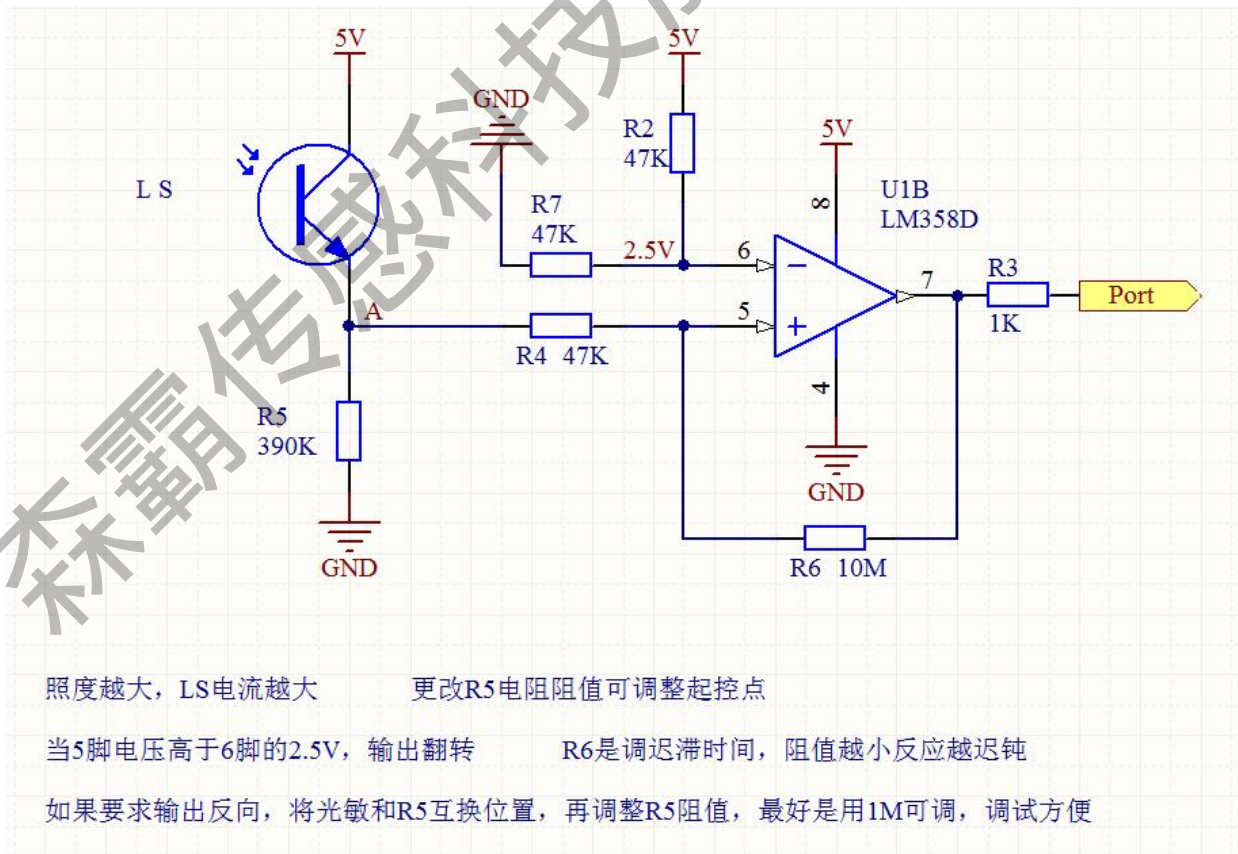 5V
5V
GND
R2
47K
5V
L S
U1B
LM358D
8
R7
47K
2.5V
6
7
R3
1K
Port
A
5
R4 47K
4
R5
390K
GND
GND
R6 10M
森霸传感科技
照度越大，LS电流越大 更改R5电阻阻值可调整起控点
当5脚电压高于6脚的2.5V，输出翻转 R6是调迟滞时间，阻值越小反应越迟钝
如果要求输出反向，将光敏和R5互换位置，再调整R5阻值，最好是用1M可调，调试方便